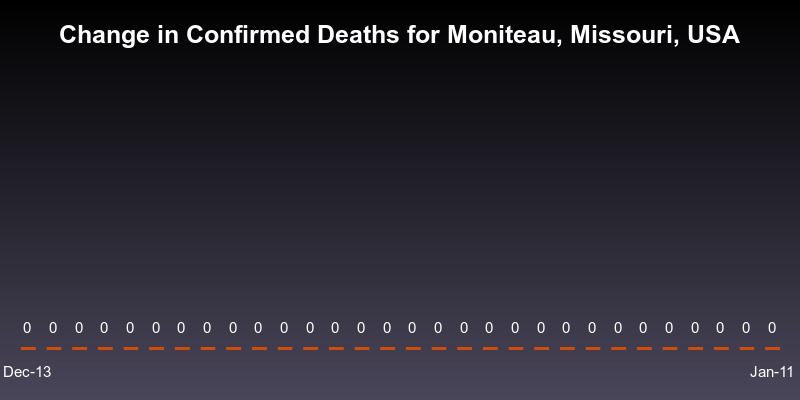 Change in Confirmed Deaths for Moniteau, Missouri, USA
0 0 0 0 0 0 0 0 0 0 0 0 0 0 0 0 0 0 0 0 0 0 0 0 0 0 0 0 0 0
Dec-13 Jan-11